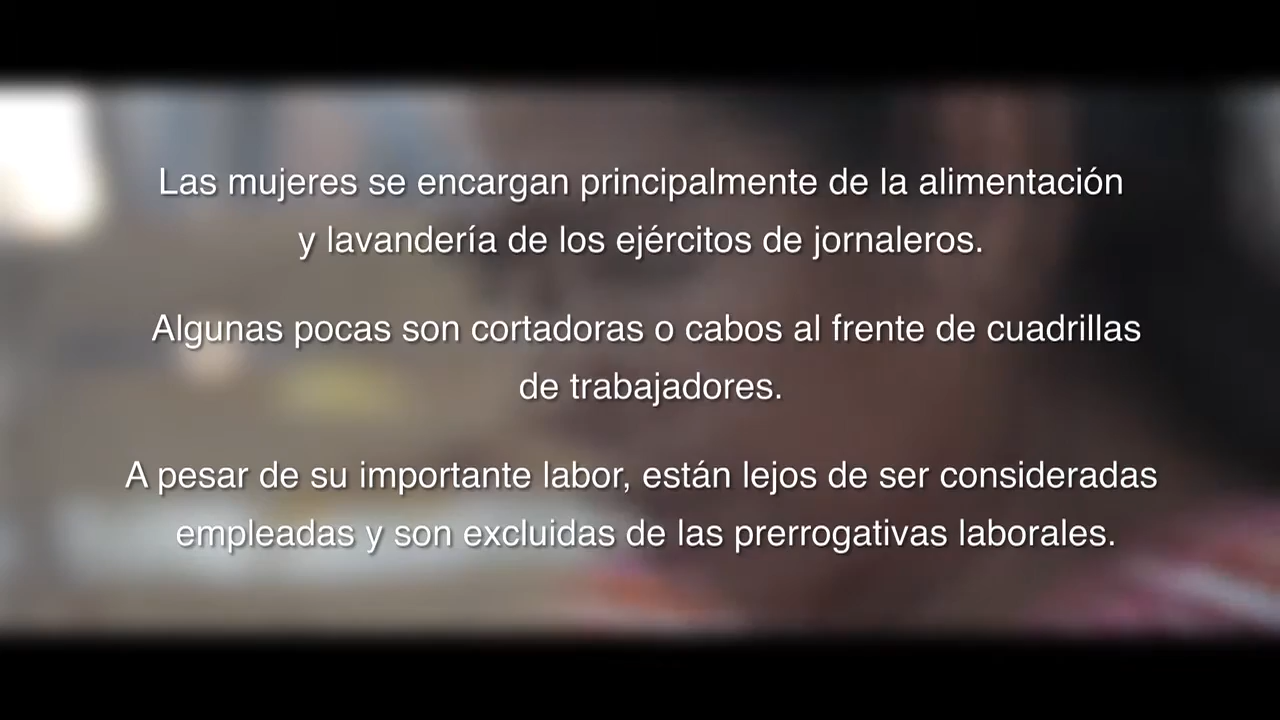 Las mujeres se encargan principalmente de la alimentación
y lavandería de los ejércitos de jornaleros.
Algunas pocas son cortadoras o cabos al frente de cuadrillas
de trabajadores.
A pesar de su importante labor, están lejos de ser consideradas
empleadas y son excluidas de las prerrogativas laborales.